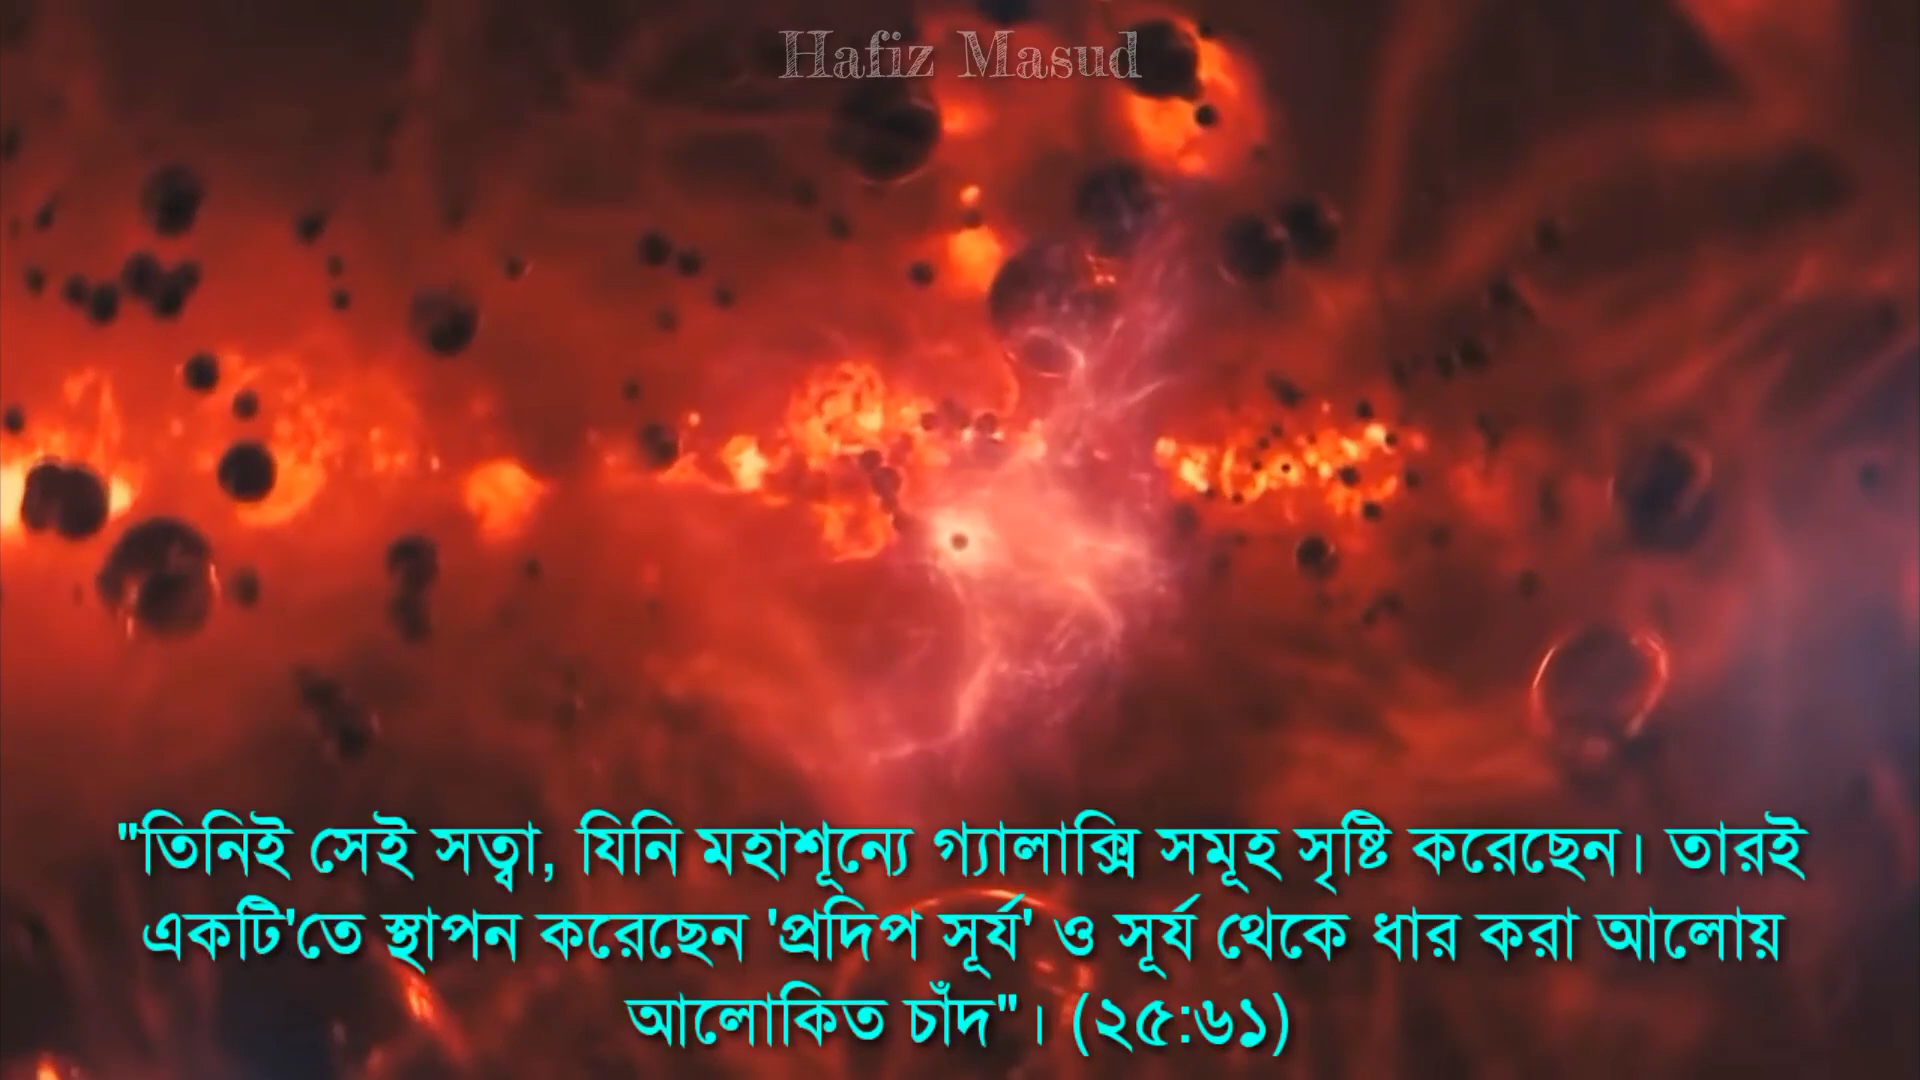 Hafiz Masud
"তিনিই সেই সত্বা, যিনি মহাশূন্যে গ্যালাক্সি সমূহ সৃষ্টি করেছেন। তারই
একটি'তে স্থাপন করেছেন 'প্রদিপ সূর্য' ও সূর্য থেকে ধার করা আলোয়
আলোকিত চাঁদ"। (২৫:৬১)